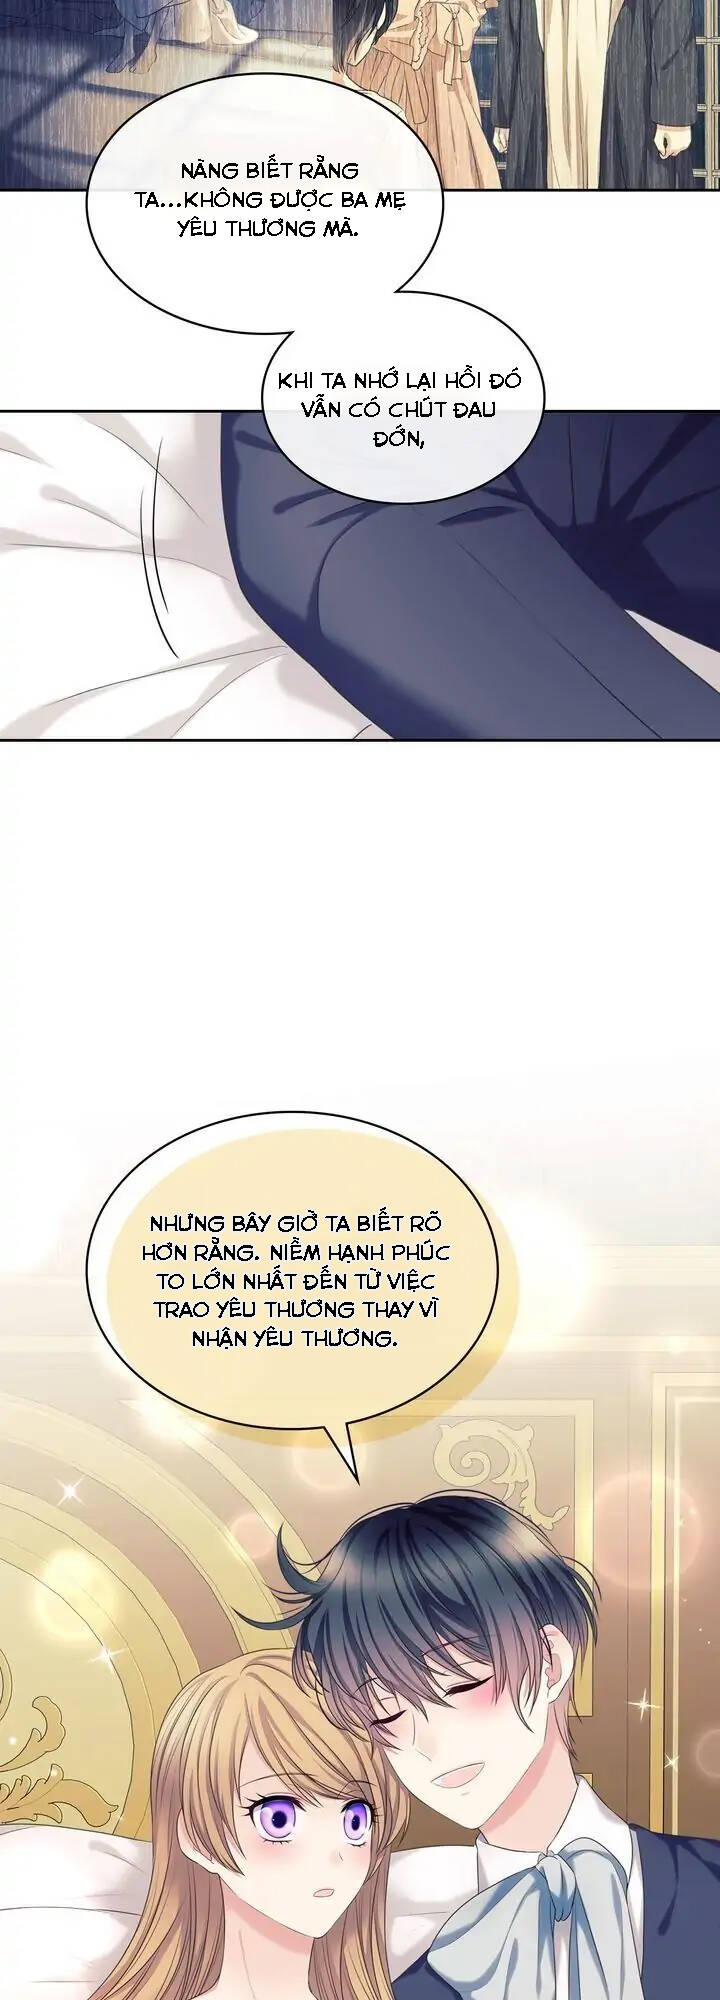 NÀNG BIẾT RẰNG
TA...KHÔNG ĐƯỢC BA MẸ
YÊU THƯƠNG MÀ.
KHI TA NHỚ LẠI HỒI ĐÓ
VẪN CÓ CHÚT ĐAU
ĐỚN,
NHƯNG BÂY GIỜ TA BIẾT RÕ
HƠN RẰNG. NIỀM HẠNH PHÚC
TO LỚN NHẤT ĐẾN TỪ VIỆC
TRAO YÊU THƯƠNG THAY VÌ
NHẬN YÊU THƯƠNG.